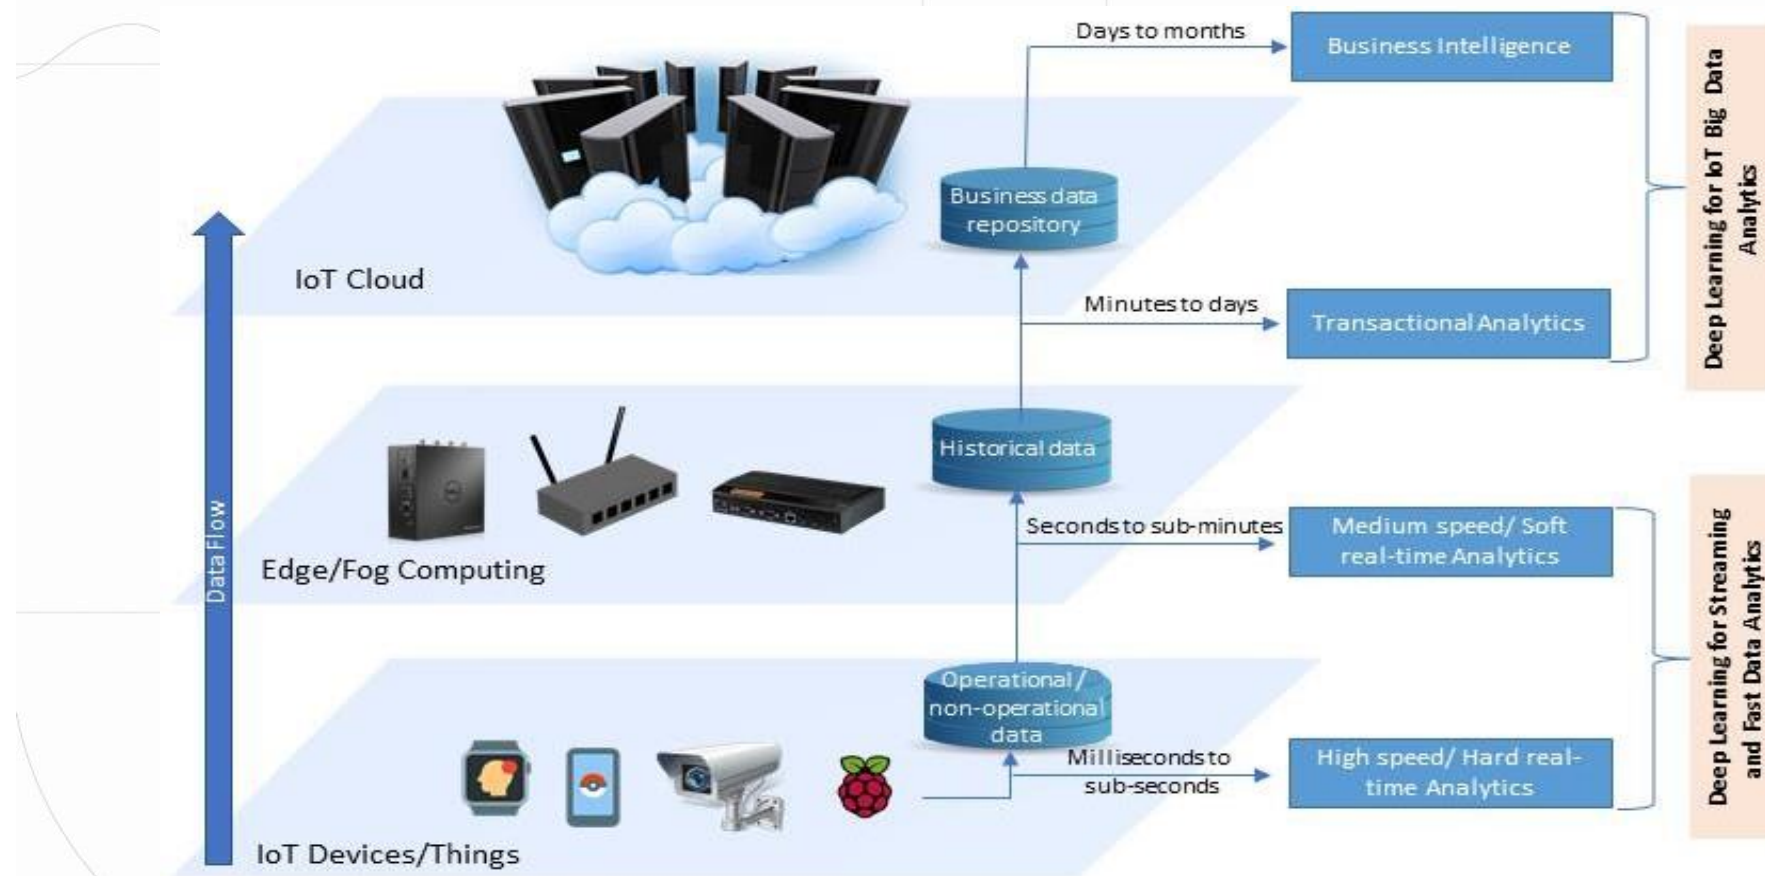 Days to months
Business Intelligence
Business data
repository
IoT Cloud
Minutes to days
Transactional Analytics
Deep Learning for IoT Big Data
Analytics
Historical data
Seconds to sub-minutes
Medium speed/ Soft
real-time Analytics
Edge/Fog Computing
Data Flow
Operational/
non-operational
data
Milliseconds to
sub-seconds
High speed/ Hard real-
time Analytics
Deep Learning for Streaming
and Fast Data Analytics
IoT Devices/Things